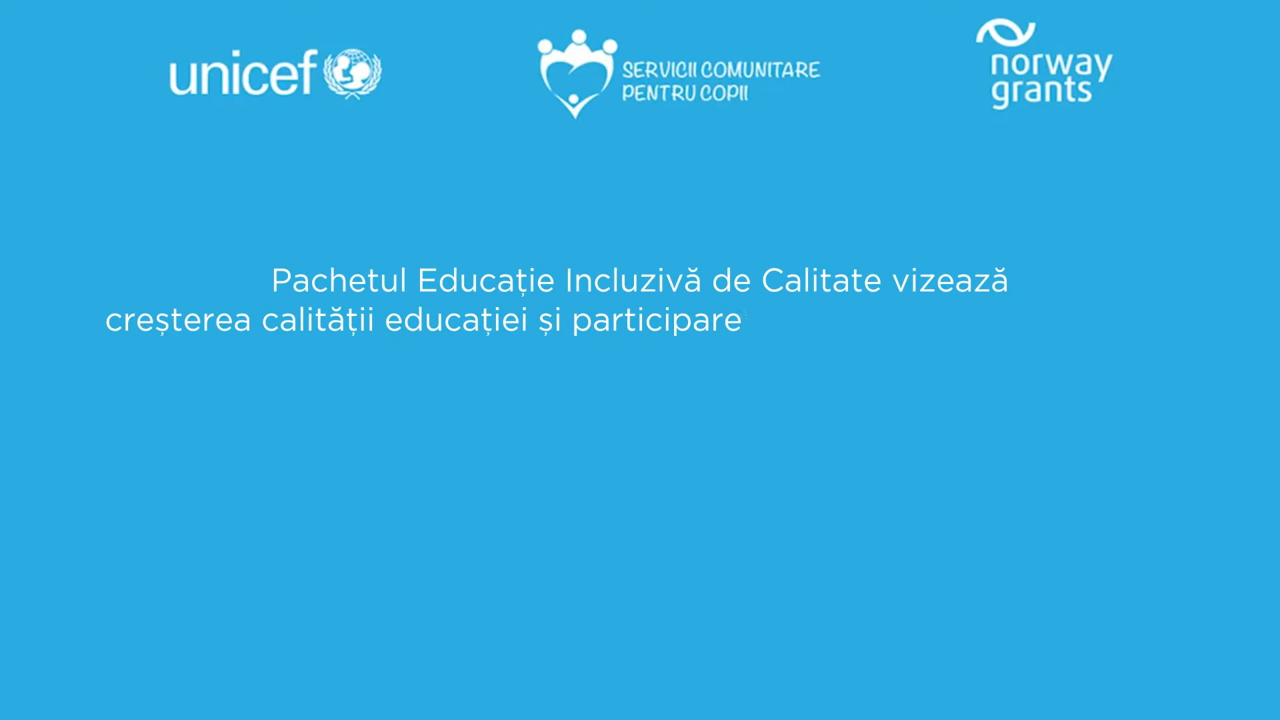 unicef
SERVICII COMUNITARE
PENTRU COPII
norway
grants
Pachetul Educație Incluzivă de Calitate vizează
creșterea calității educației și participare